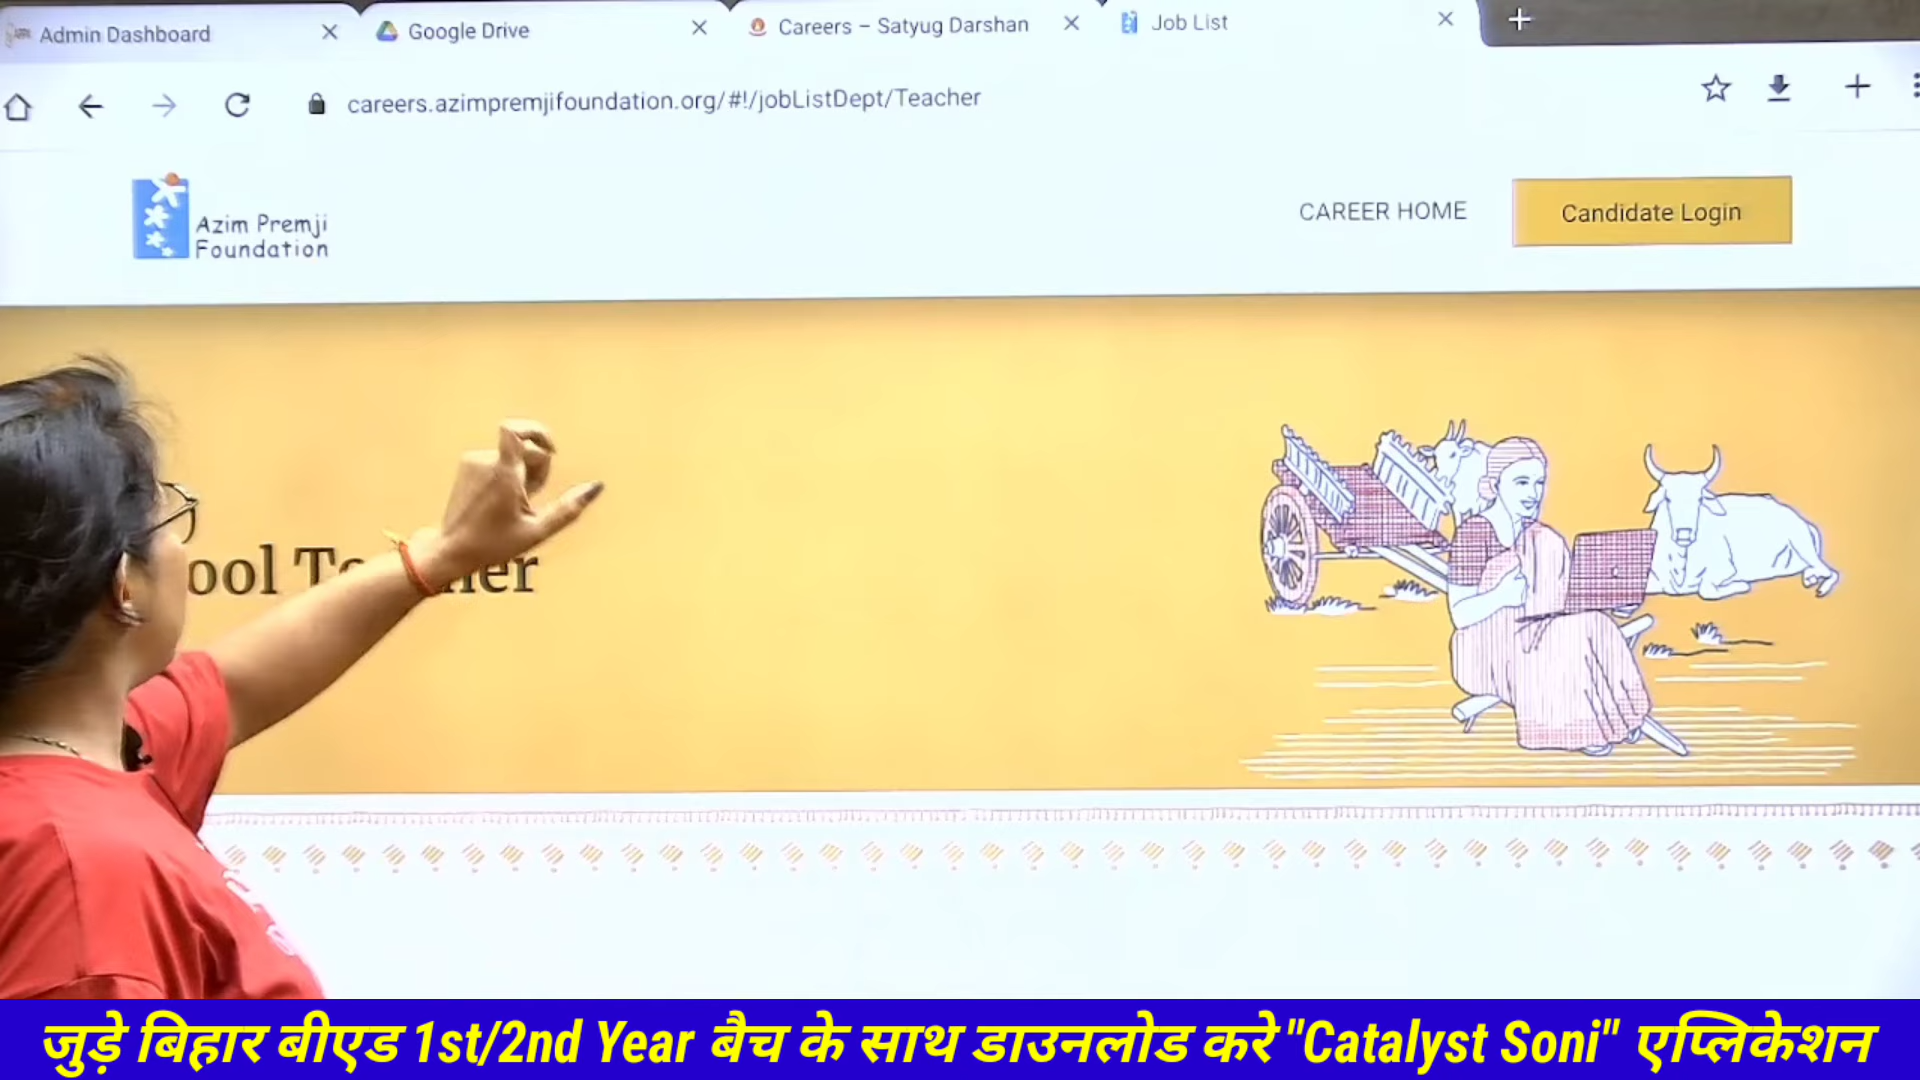 Admin Dashboard
Google Drive
Careers – Satyug Darshan
Job List
careers.azimpremjifoundation.org/#!/jobListDept/Teacher
Azim Premji
Foundation
CAREER HOME
Candidate Login
जुड़े बिहार बीएड 1st/2nd Year बैच के साथ डाउनलोड करे "Catalyst Soni" एप्लिकेशन